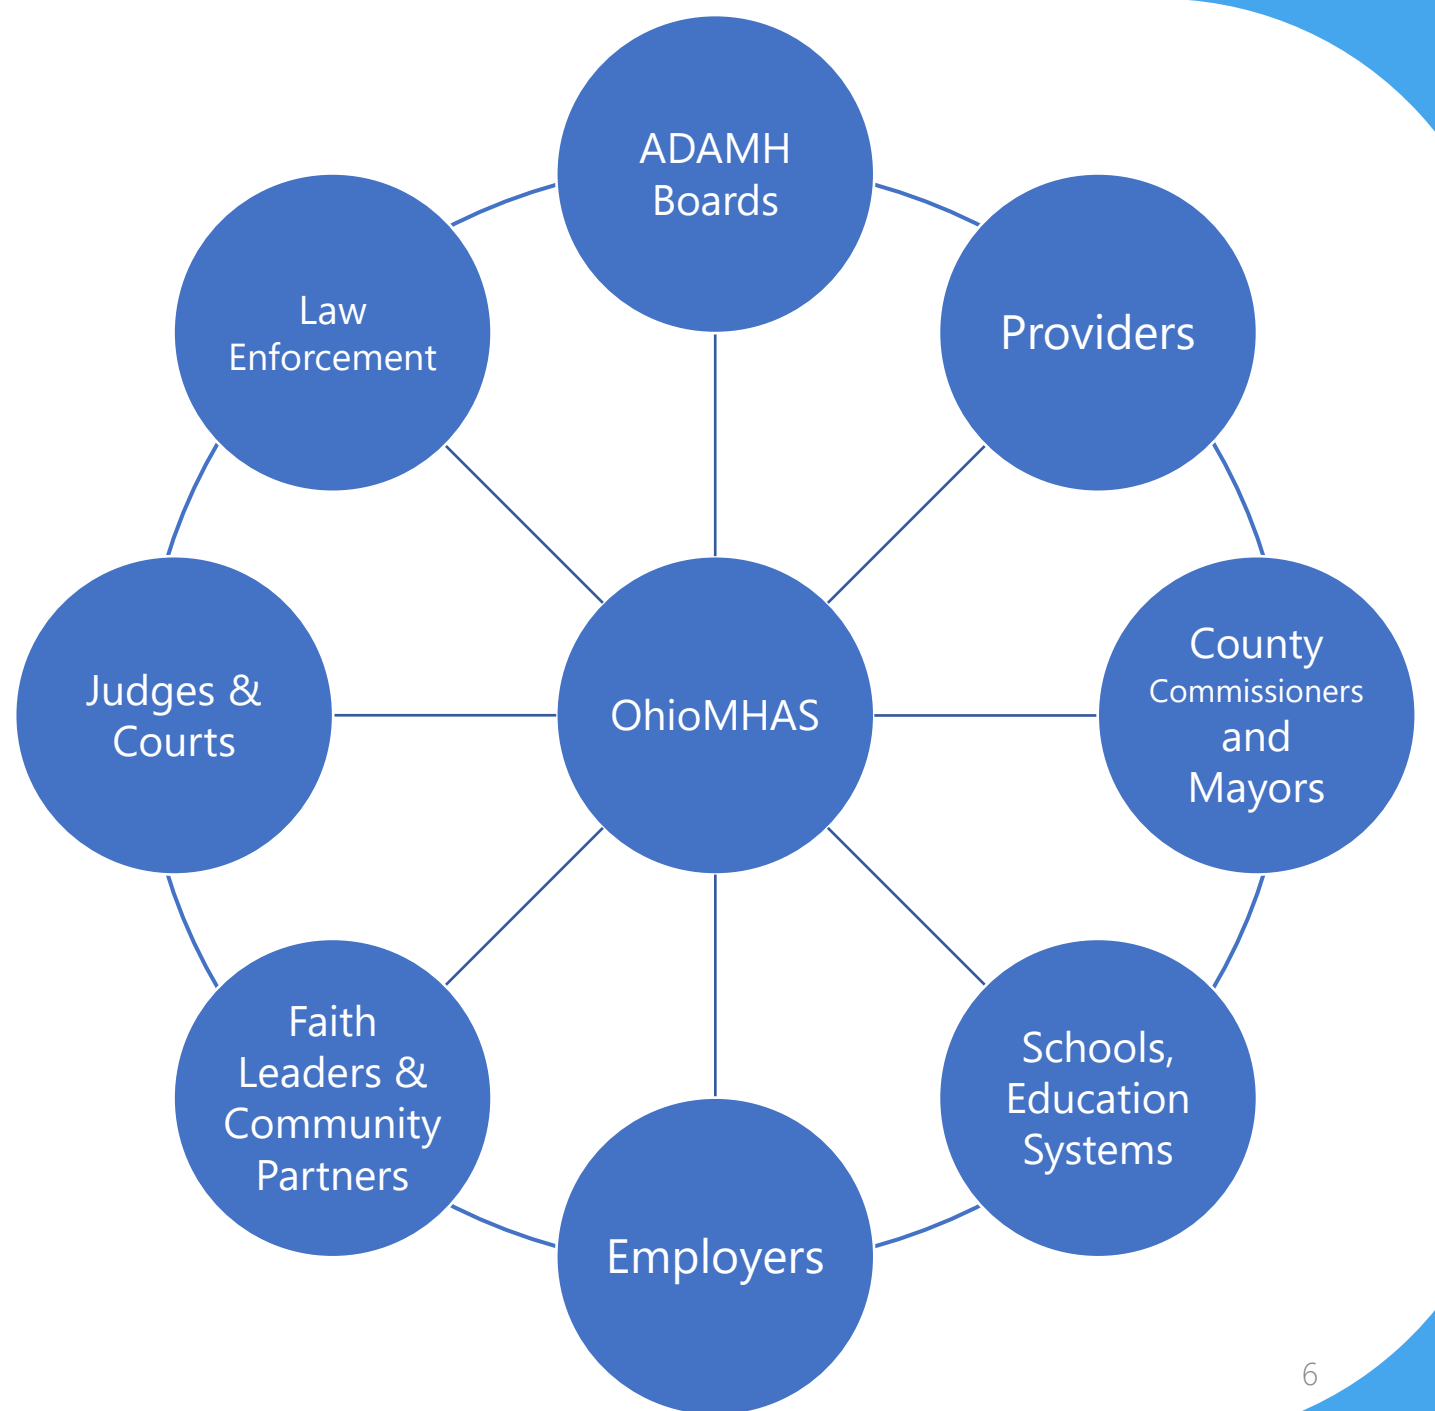 ADAMH
Boards
Providers
County
Commissioners
and
Mayors
Schools,
Education
Systems
Employers
Faith
Leaders &
Community
Partners
Judges &
Courts
Law
Enforcement
OhioMHAS
6